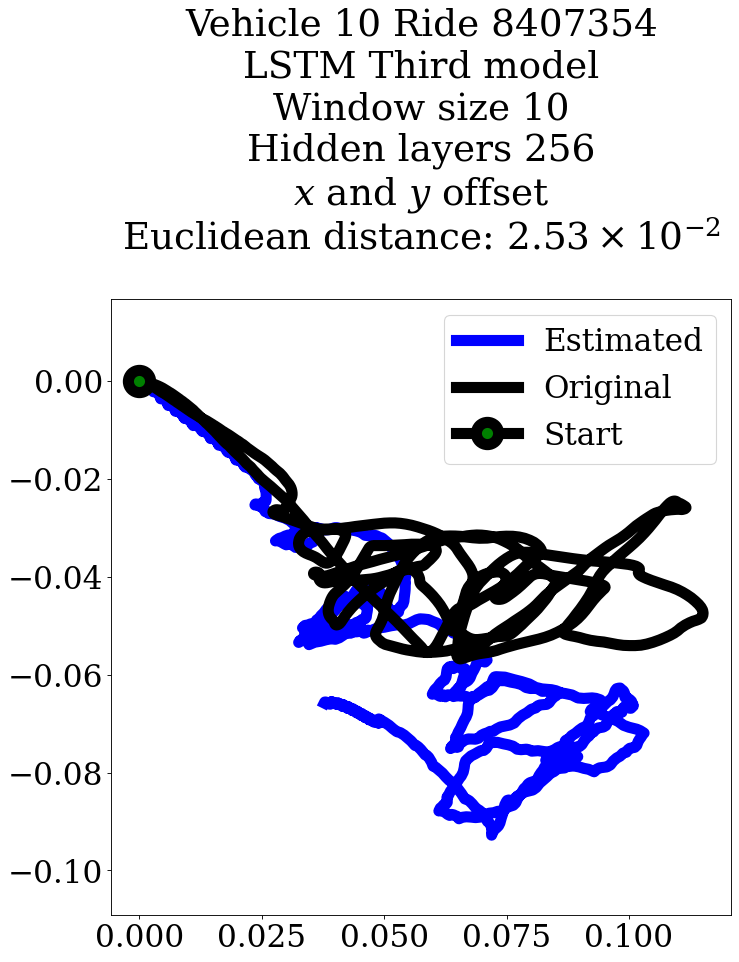 Vehicle 10 Ride 8407354
LSTM Third model
Window size 10
Hidden layers 256
x and y offset
Euclidean distance: 2.53 × 10⁻²
Estimated
Original
Start
0.00
−0.02
−0.04
−0.06
−0.08
−0.10
0.000 0.025 0.050 0.075 0.100